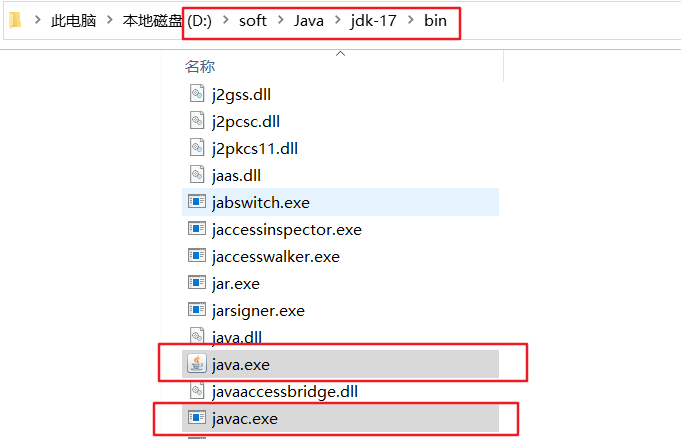 此电脑 > 本地磁盘 (D:) > soft > Java > jdk-17 > bin
名称
j2gss.dll
j2pcsc.dll
j2pkcs11.dll
jaas.dll
jabswitch.exe
jaccessinspector.exe
jaccesswalker.exe
jar.exe
jarsigner.exe
java.dll
java.exe
javaaccessbridge.dll
javac.exe